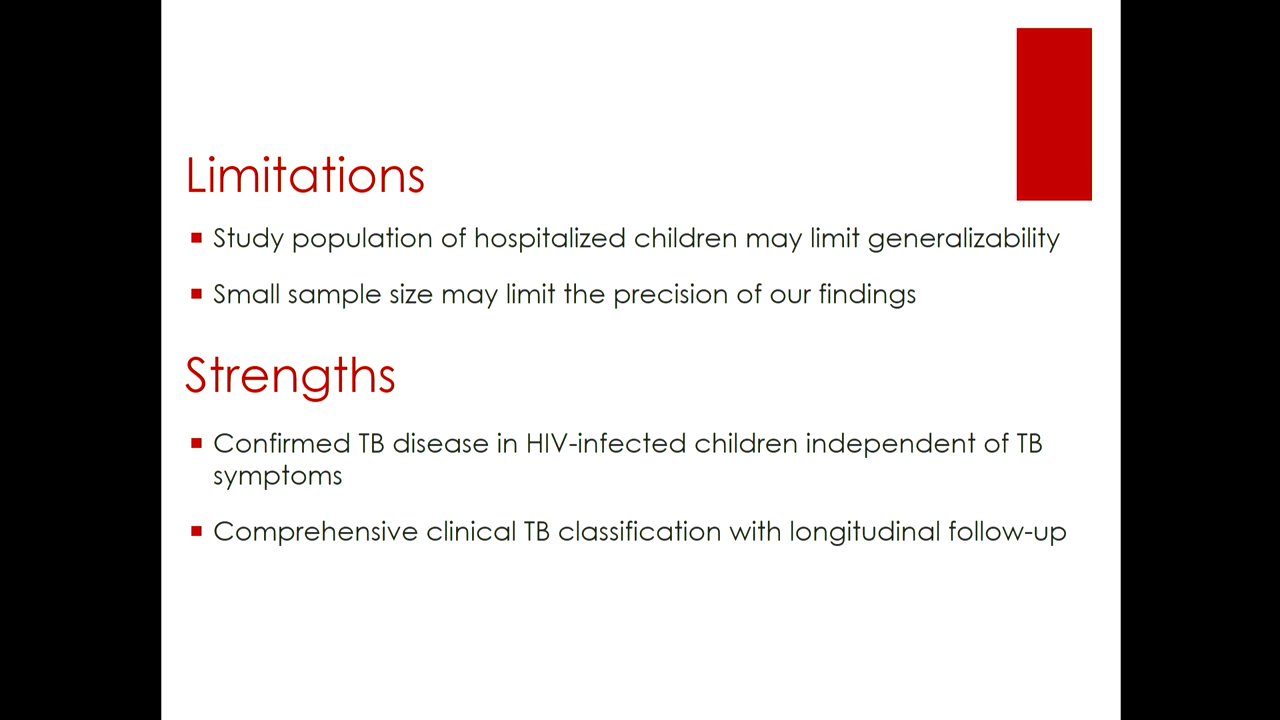 Limitations
Study population of hospitalized children may limit generalizability
Small sample size may limit the precision of our findings
Strengths
Confirmed TB disease in HIV-infected children independent of TB
symptoms
Comprehensive clinical TB classification with longitudinal follow-up